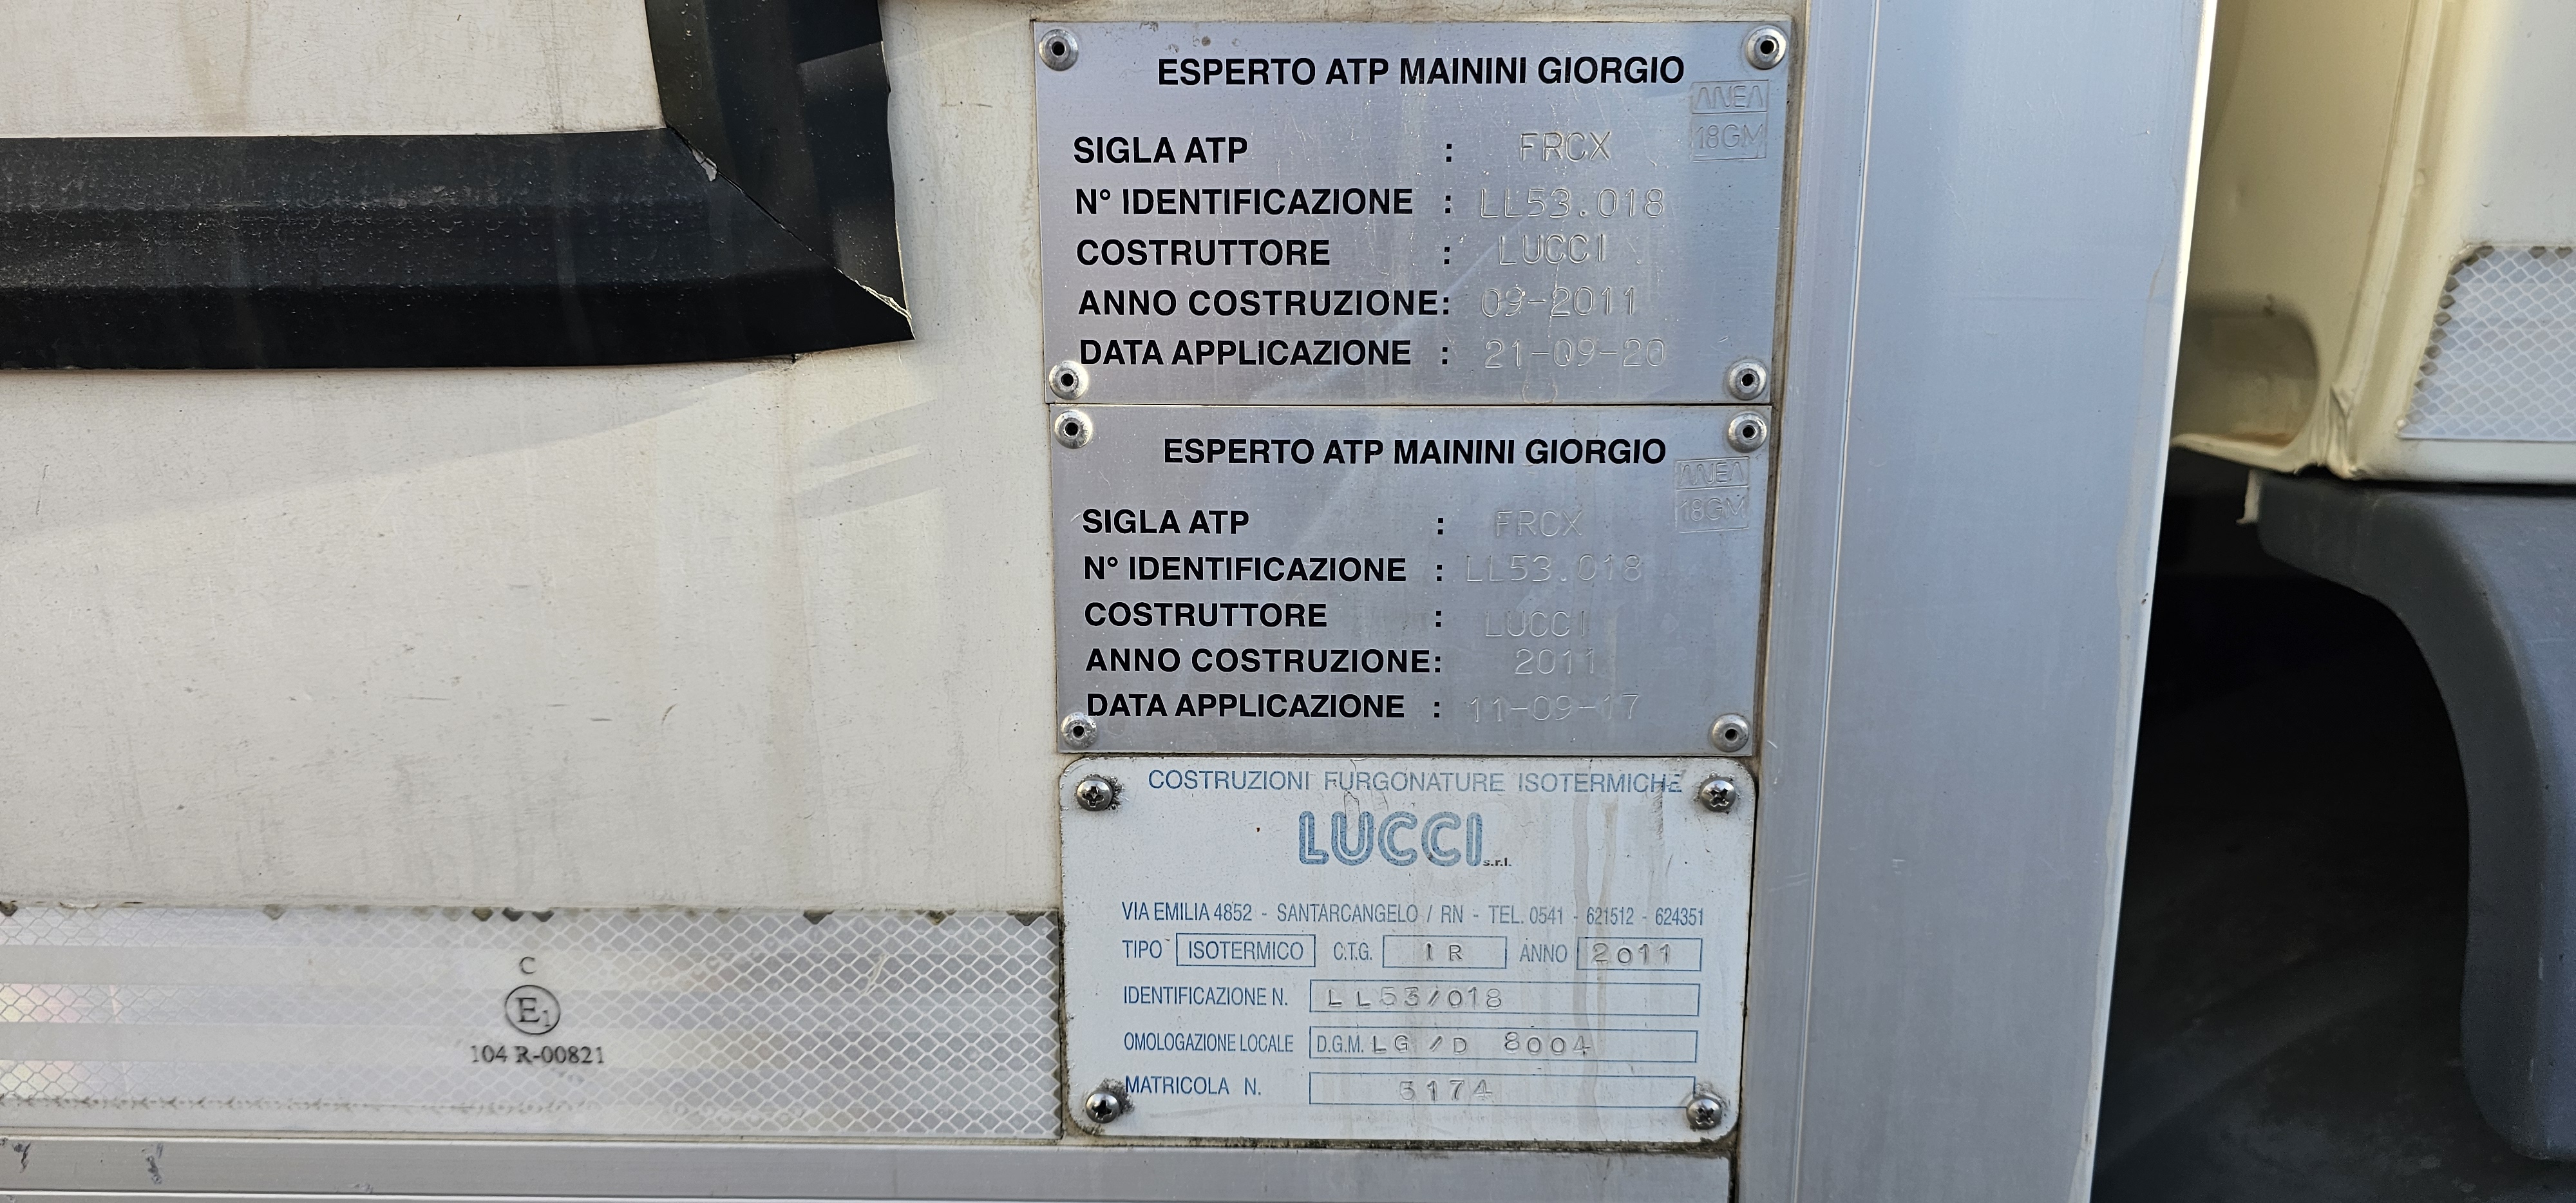 ESPERTO ATP MAININI GIORGIO
ANEA
18GM
SIGLA ATP : FRCX
N° IDENTIFICAZIONE : LL53.018
COSTRUTTORE : LUCCI
ANNO COSTRUZIONE: 09-2011
DATA APPLICAZIONE : 21-09-20
ESPERTO ATP MAININI GIORGIO
ANEA
18GM
SIGLA ATP : FRCX
N° IDENTIFICAZIONE : LL53.018
COSTRUTTORE : LUCCI
ANNO COSTRUZIONE: 2011
DATA APPLICAZIONE : 11-09-17
COSTRUZIONI FURGONATURE ISOTERMICHE
LUCCI s.r.l.
VIA EMILIA 4852 - SANTARCANGELO / RN - TEL. 0541 - 621512 - 624351
TIPO ISOTERMICO C.T.G. IR ANNO 2011
IDENTIFICAZIONE N. LL53/018
OMOLOGAZIONE LOCALE D.G.M. LG/D 8004
MATRICOLA N. 5174
C
E1
104 R-00821